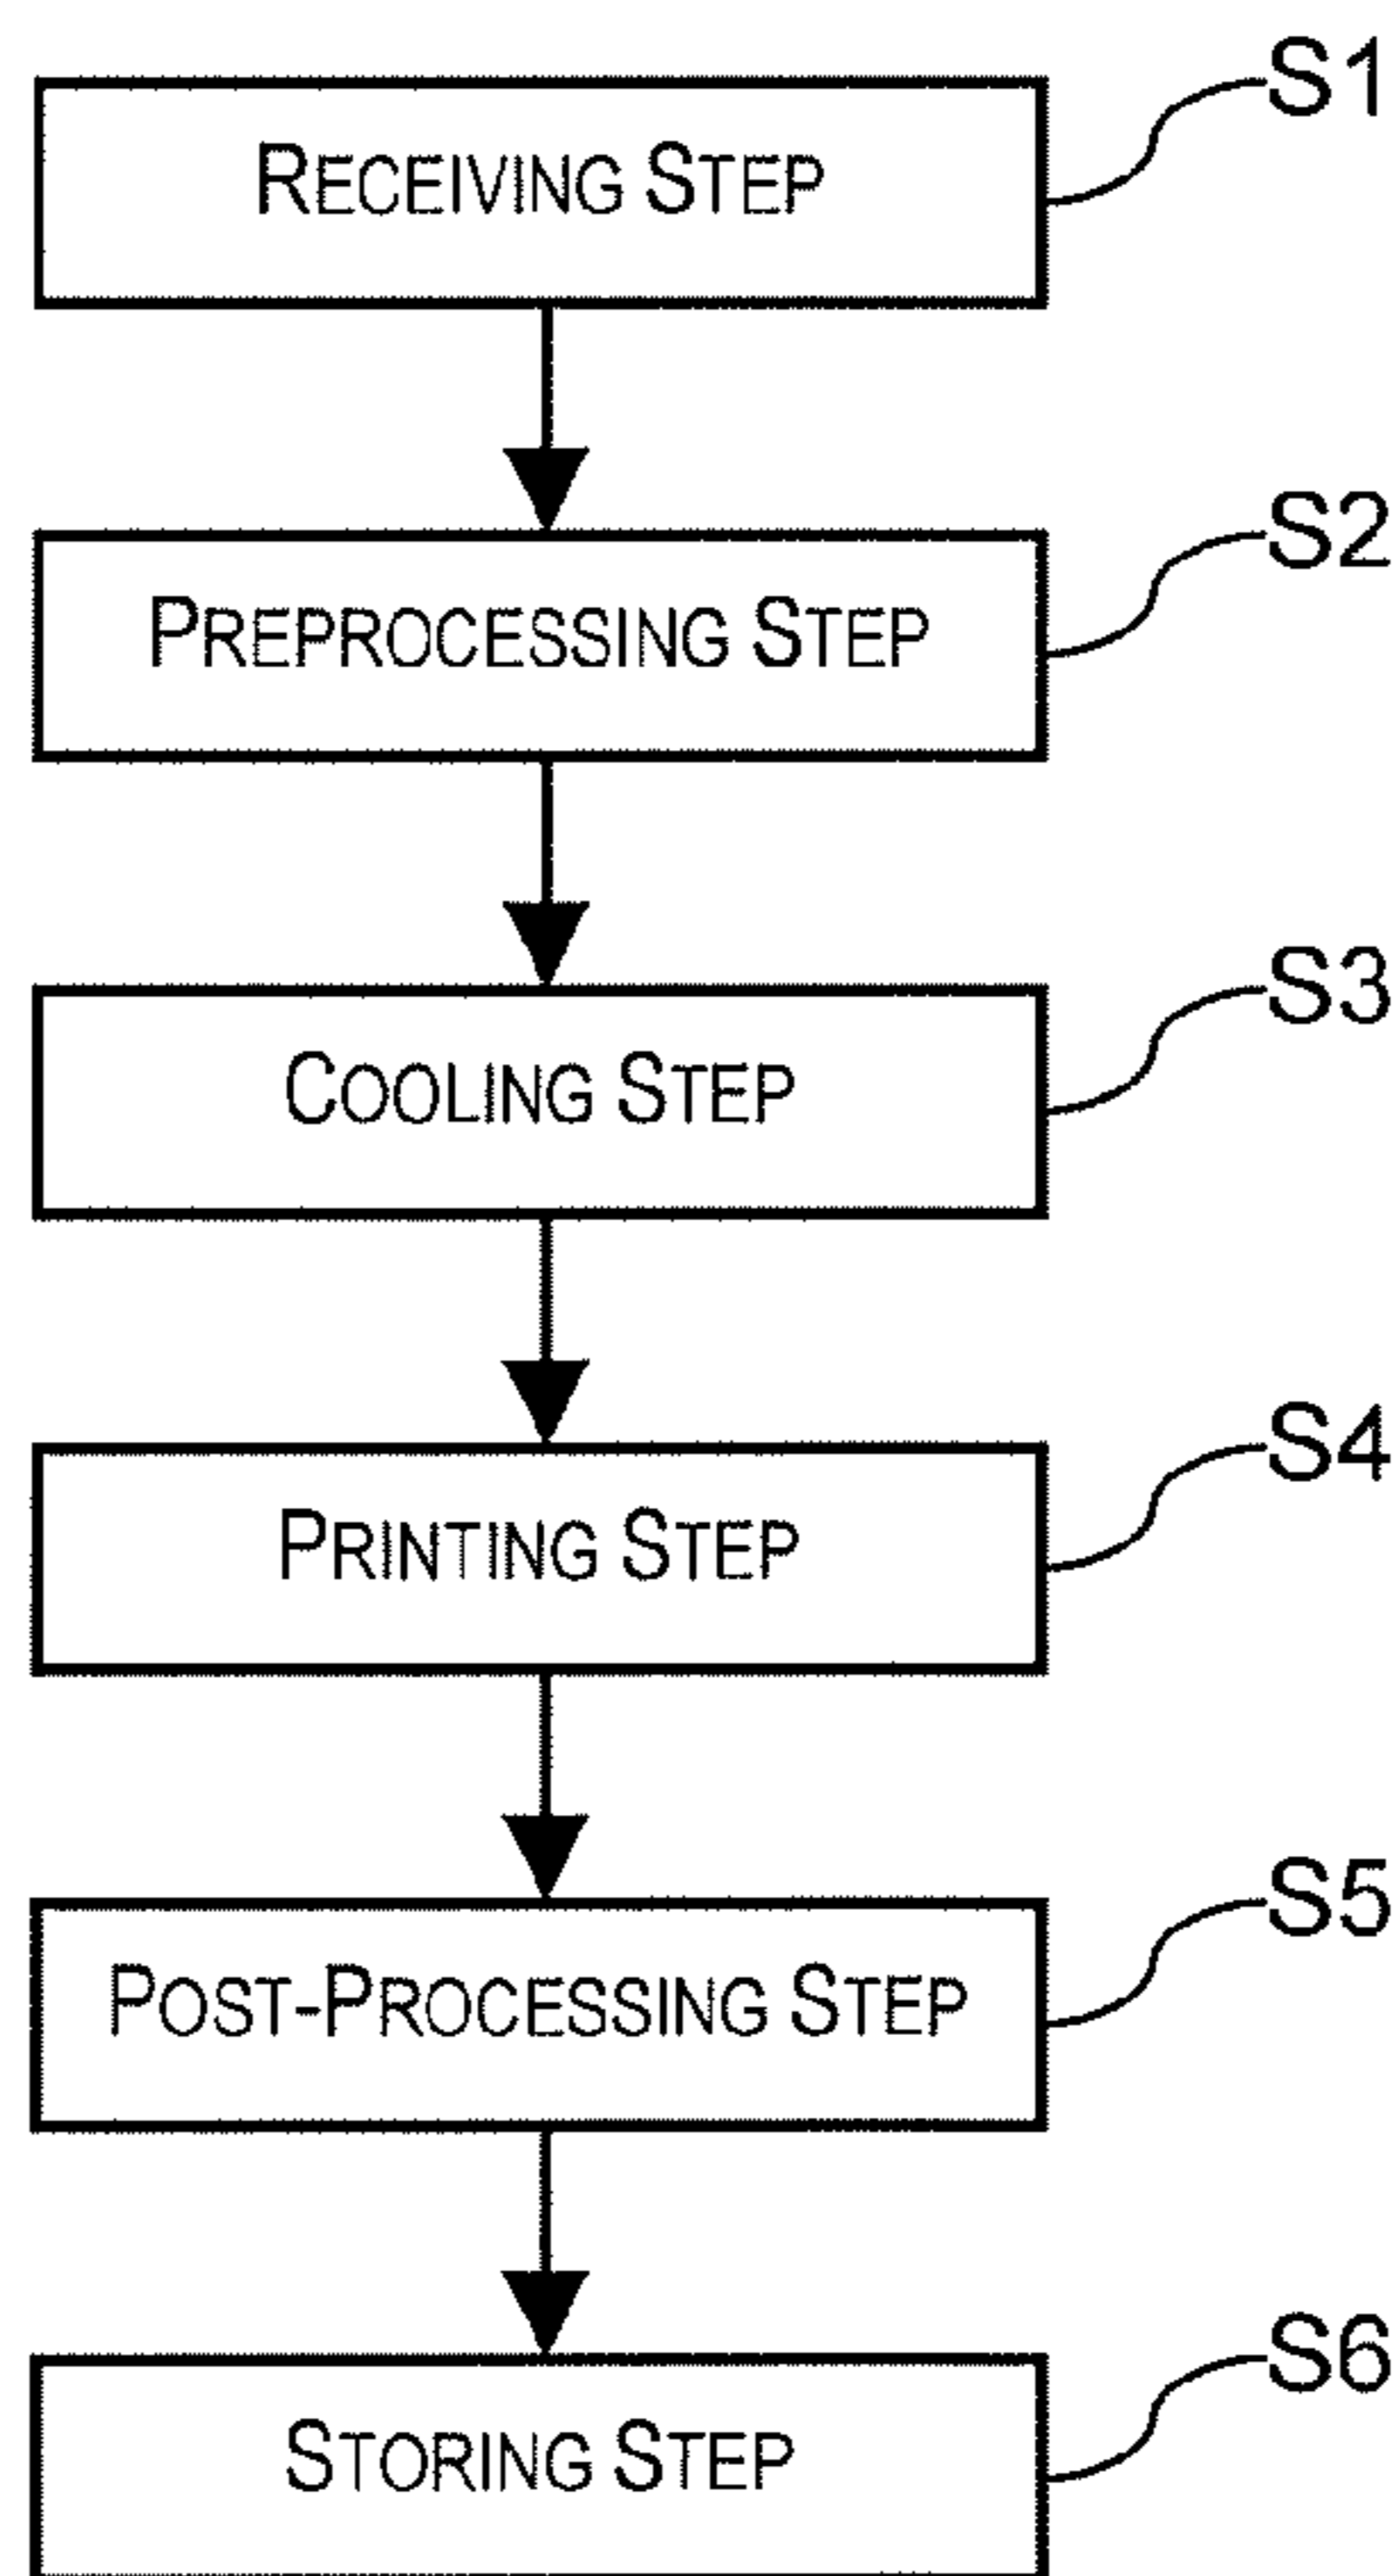 S1
RECEIVING STEP
S2
PREPROCESSING STEP
S3
COOLING STEP
S4
PRINTING STEP
S5
POST-PROCESSING STEP
S6
STORING STEP